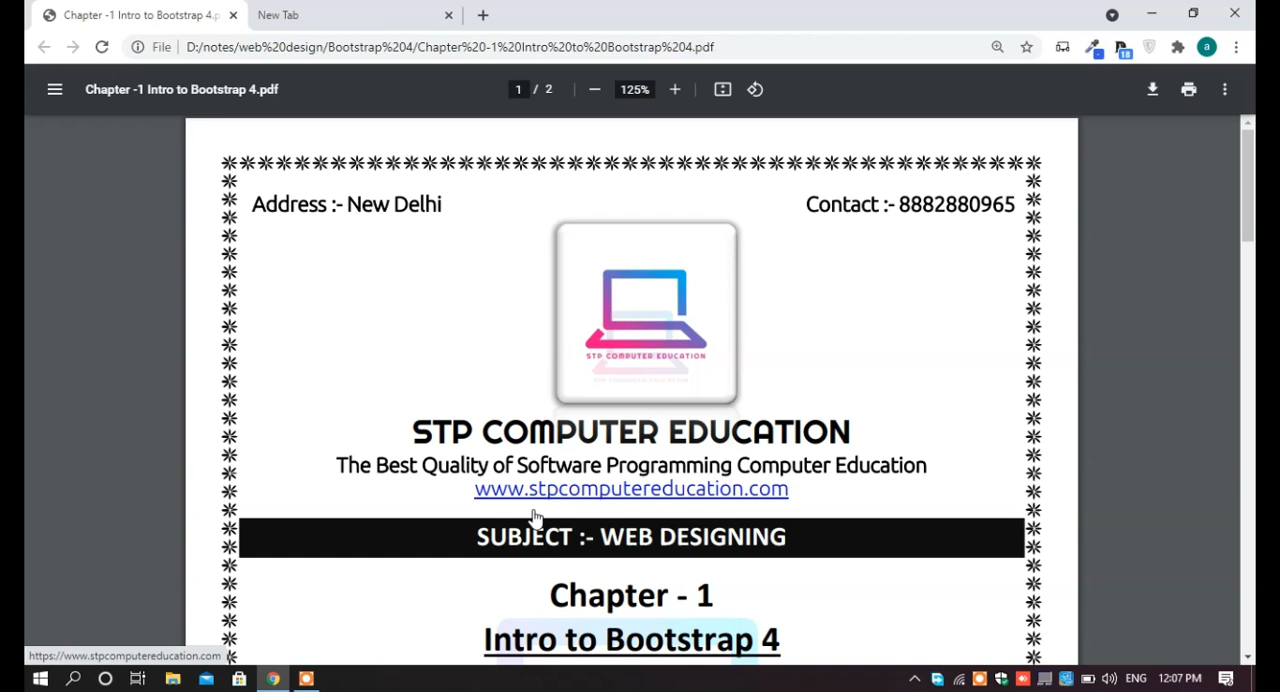 Chapter -1 Intro to Bootstrap 4.p
New Tab
File
D:/notes/web%20design/Bootstrap%204/Chapter%20-1%20Intro%20to%20Bootstrap%204.pdf
18
a
Chapter -1 Intro to Bootstrap 4.pdf
1 / 2
125%
Address :- New Delhi
Contact :- 8882880965
STP COMPUTER EDUCATION
STP COMPUTER EDUCATION
The Best Quality of Software Programming Computer Education
www.stpcomputereducation.com
SUBJECT :- WEB DESIGNING
Chapter - 1
Intro to Bootstrap 4
https://www.stpcomputereducation.com
ENG
12:07 PM